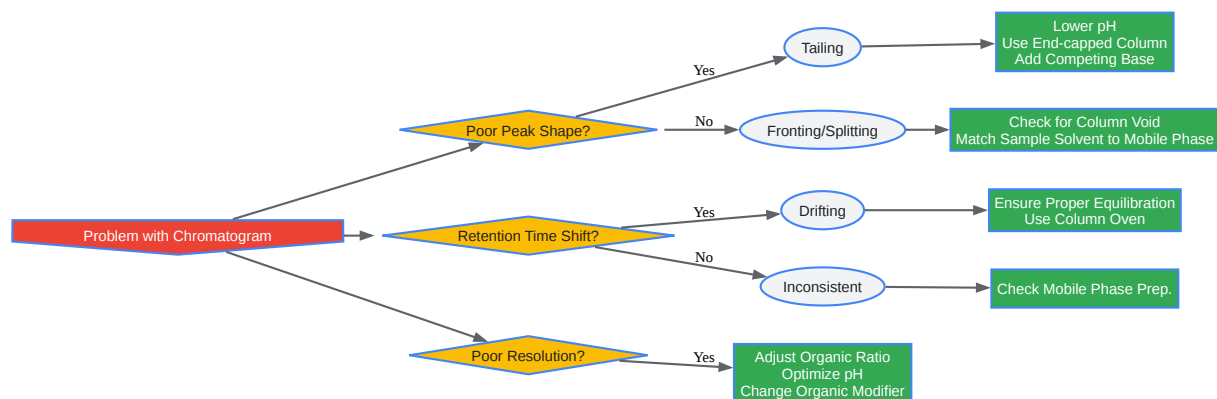 Problem with Chromatogram
Poor Peak Shape?
Yes
Tailing
Lower pH
Use End-capped Column
Add Competing Base
No
Fronting/Splitting
Check for Column Void
Match Sample Solvent to Mobile Phase
Retention Time Shift?
Yes
Drifting
Ensure Proper Equilibration
Use Column Oven
No
Inconsistent
Check Mobile Phase Prep.
Poor Resolution?
Yes
Adjust Organic Ratio
Optimize pH
Change Organic Modifier